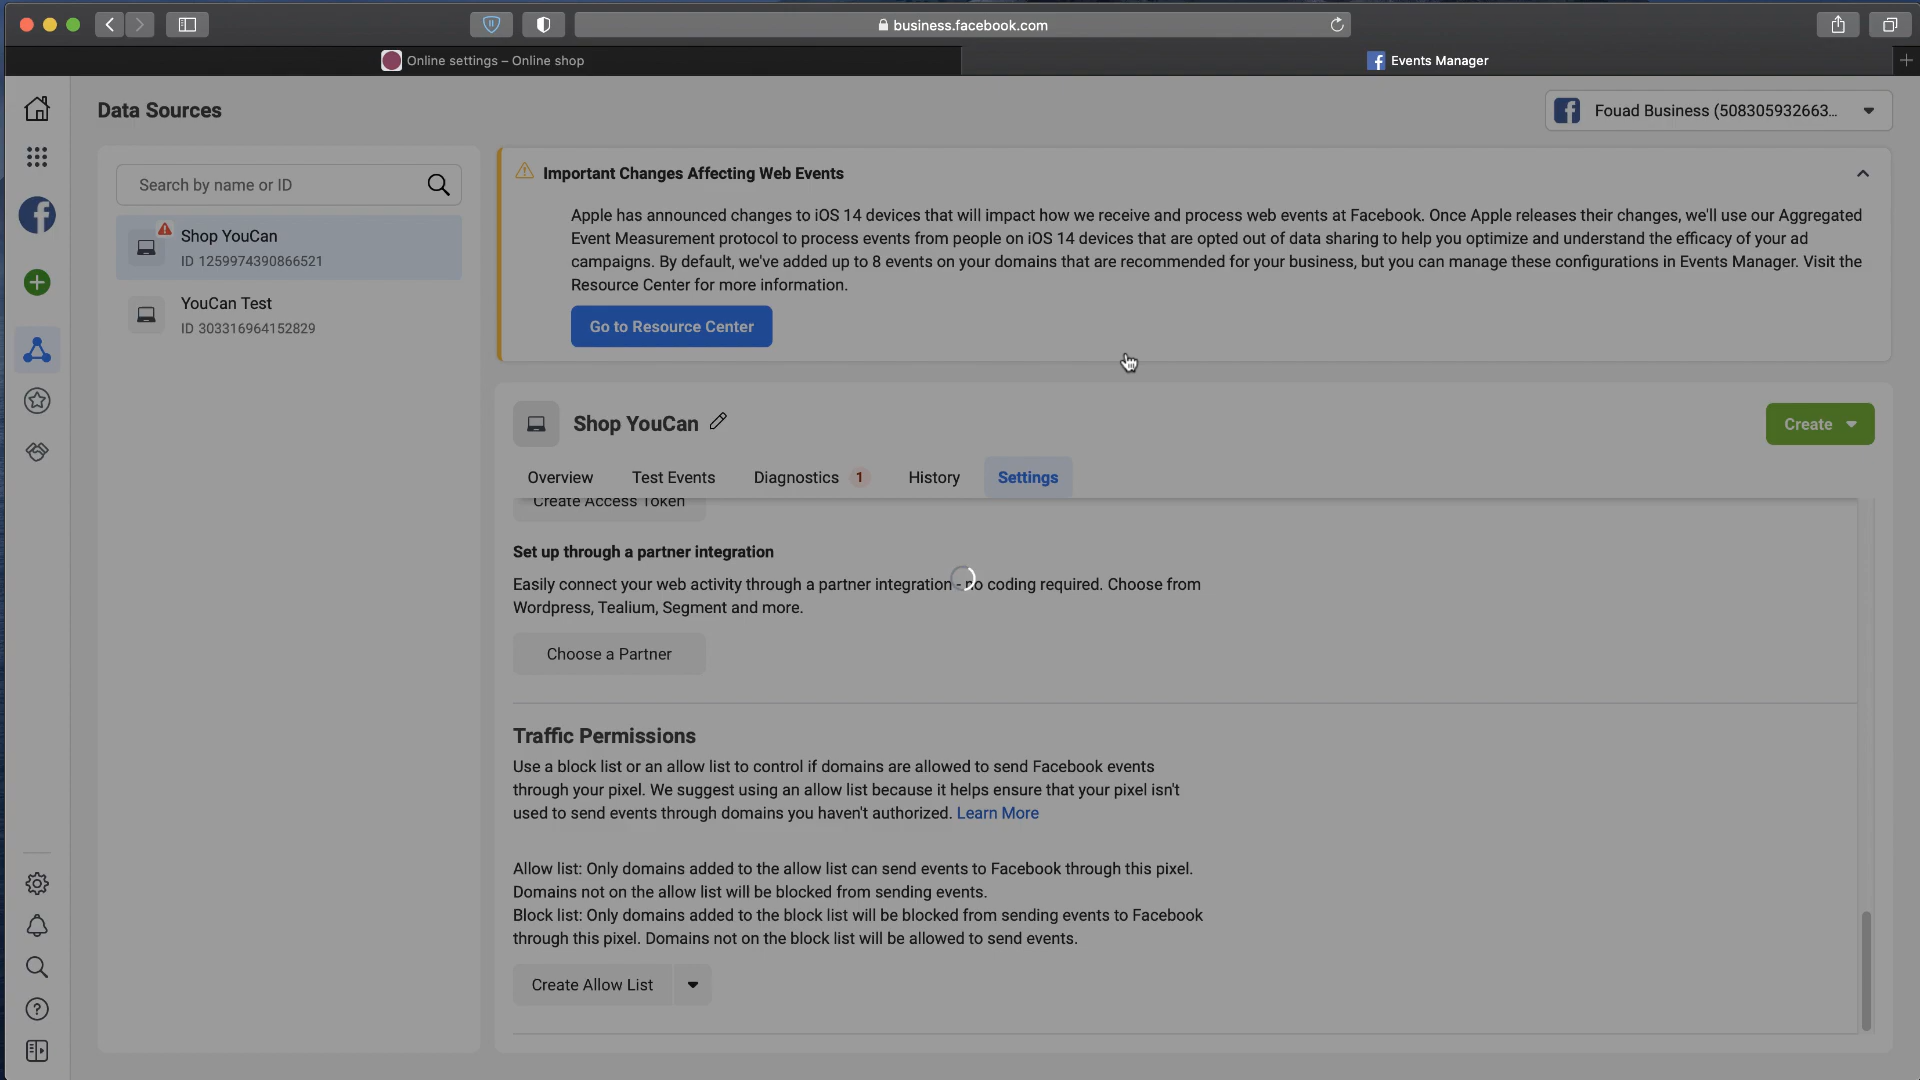 business.facebook.com
Online settings – Online shop
Events Manager
Data Sources
Fouad Business (508305932663...
Search by name or ID
Shop YouCan
ID 1259974390866521
YouCan Test
ID 303316964152829
Important Changes Affecting Web Events
Apple has announced changes to iOS 14 devices that will impact how we receive and process web events at Facebook. Once Apple releases their changes, we'll use our Aggregated
Event Measurement protocol to process events from people on iOS 14 devices that are opted out of data sharing to help you optimize and understand the efficacy of your ad
campaigns. By default, we've added up to 8 events on your domains that are recommended for your business, but you can manage these configurations in Events Manager. Visit the
Resource Center for more information.
Go to Resource Center
Shop YouCan
Create
Overview Test Events Diagnostics 1 History Settings
Create Access Token
Set up through a partner integration
Easily connect your web activity through a partner integration - no coding required. Choose from
Wordpress, Tealium, Segment and more.
Choose a Partner
Traffic Permissions
Use a block list or an allow list to control if domains are allowed to send Facebook events
through your pixel. We suggest using an allow list because it helps ensure that your pixel isn't
used to send events through domains you haven't authorized. Learn More
Allow list: Only domains added to the allow list can send events to Facebook through this pixel.
Domains not on the allow list will be blocked from sending events.
Block list: Only domains added to the block list will be blocked from sending events to Facebook
through this pixel. Domains not on the block list will be allowed to send events.
Create Allow List